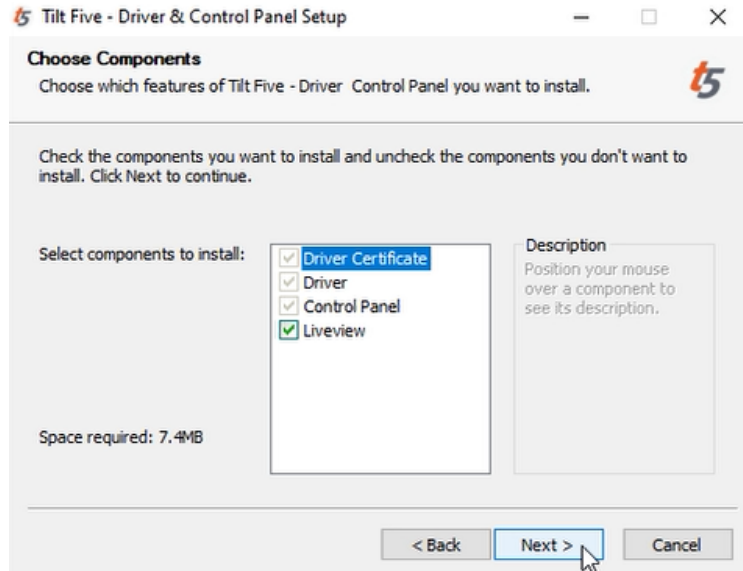 t5 Tilt Five - Driver & Control Panel Setup
Choose Components
Choose which features of Tilt Five - Driver Control Panel you want to install.
t5
Check the components you want to install and uncheck the components you don't want to
install. Click Next to continue.
Select components to install:
Driver Certificate
Driver
Control Panel
Liveview
Description
Position your mouse
over a component to
see its description.
Space required: 7.4MB
< Back Next > Cancel